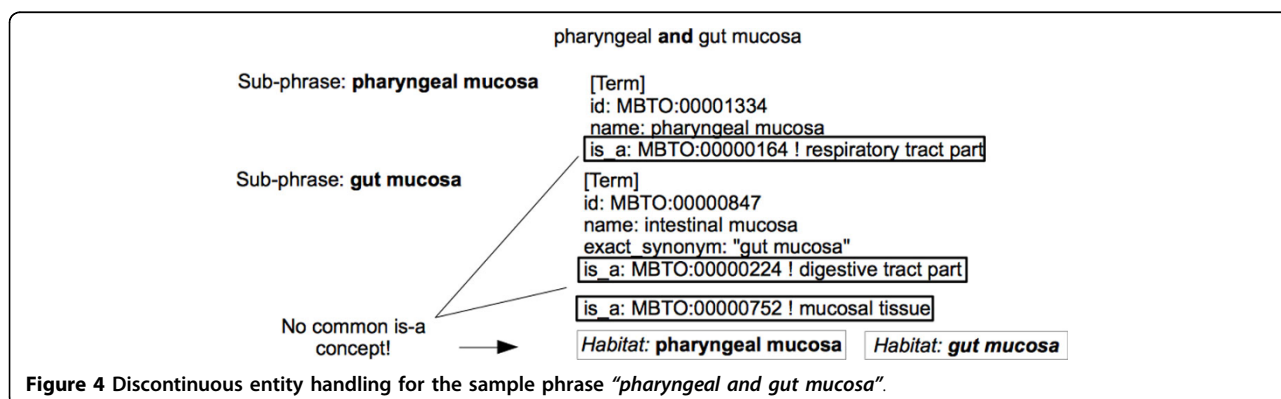 pharyngeal and gut mucosa
Sub-phrase: pharyngeal mucosa
[Term]
id: MBTO:00001334
name: pharyngeal mucosa
is_a: MBTO:00000164 ! respiratory tract part
Sub-phrase: gut mucosa
[Term]
id: MBTO:00000847
name: intestinal mucosa
exact_synonym: "gut mucosa"
is_a: MBTO:00000224 ! digestive tract part
is_a: MBTO:00000752 ! mucosal tissue
No common is-a
concept!
Habitat: pharyngeal mucosa Habitat: gut mucosa
Figure 4 Discontinuous entity handling for the sample phrase “pharyngeal and gut mucosa”.